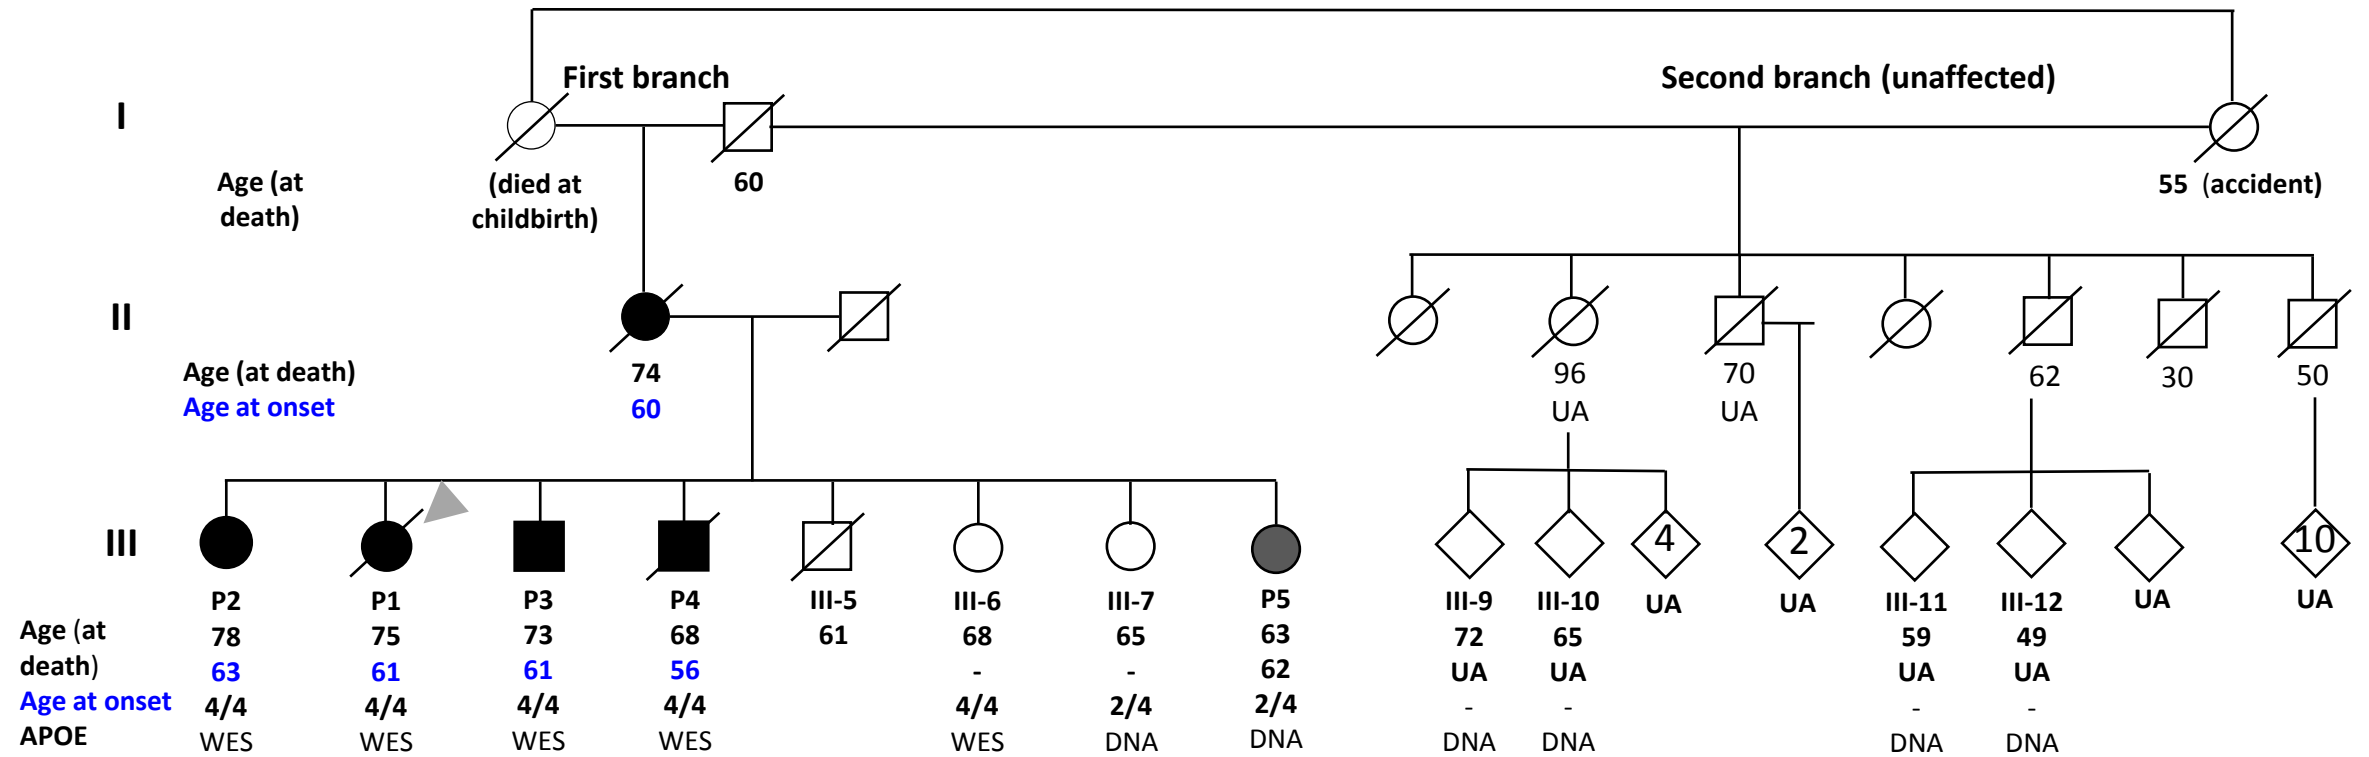 First branch
Second branch (unaffected)
I
Age (at
death)
(died at
childbirth)
60
55 (accident)
II
Age (at death)
Age at onset
74
60
96
UA
70
UA
62
30
50
III
4
2
10
P2
P1
P3
P4
III-5
III-6
III-7
P5
III-9
III-10
UA
UA
III-11
III-12
UA
UA
Age (at
death)
78
75
73
68
61
68
65
63
72
65
59
49
63
61
61
56
-
-
62
UA
UA
UA
UA
Age at onset
4/4
4/4
4/4
4/4
4/4
2/4
2/4
-
-
-
-
APOE
WES
WES
WES
WES
WES
DNA
DNA
DNA
DNA
DNA
DNA